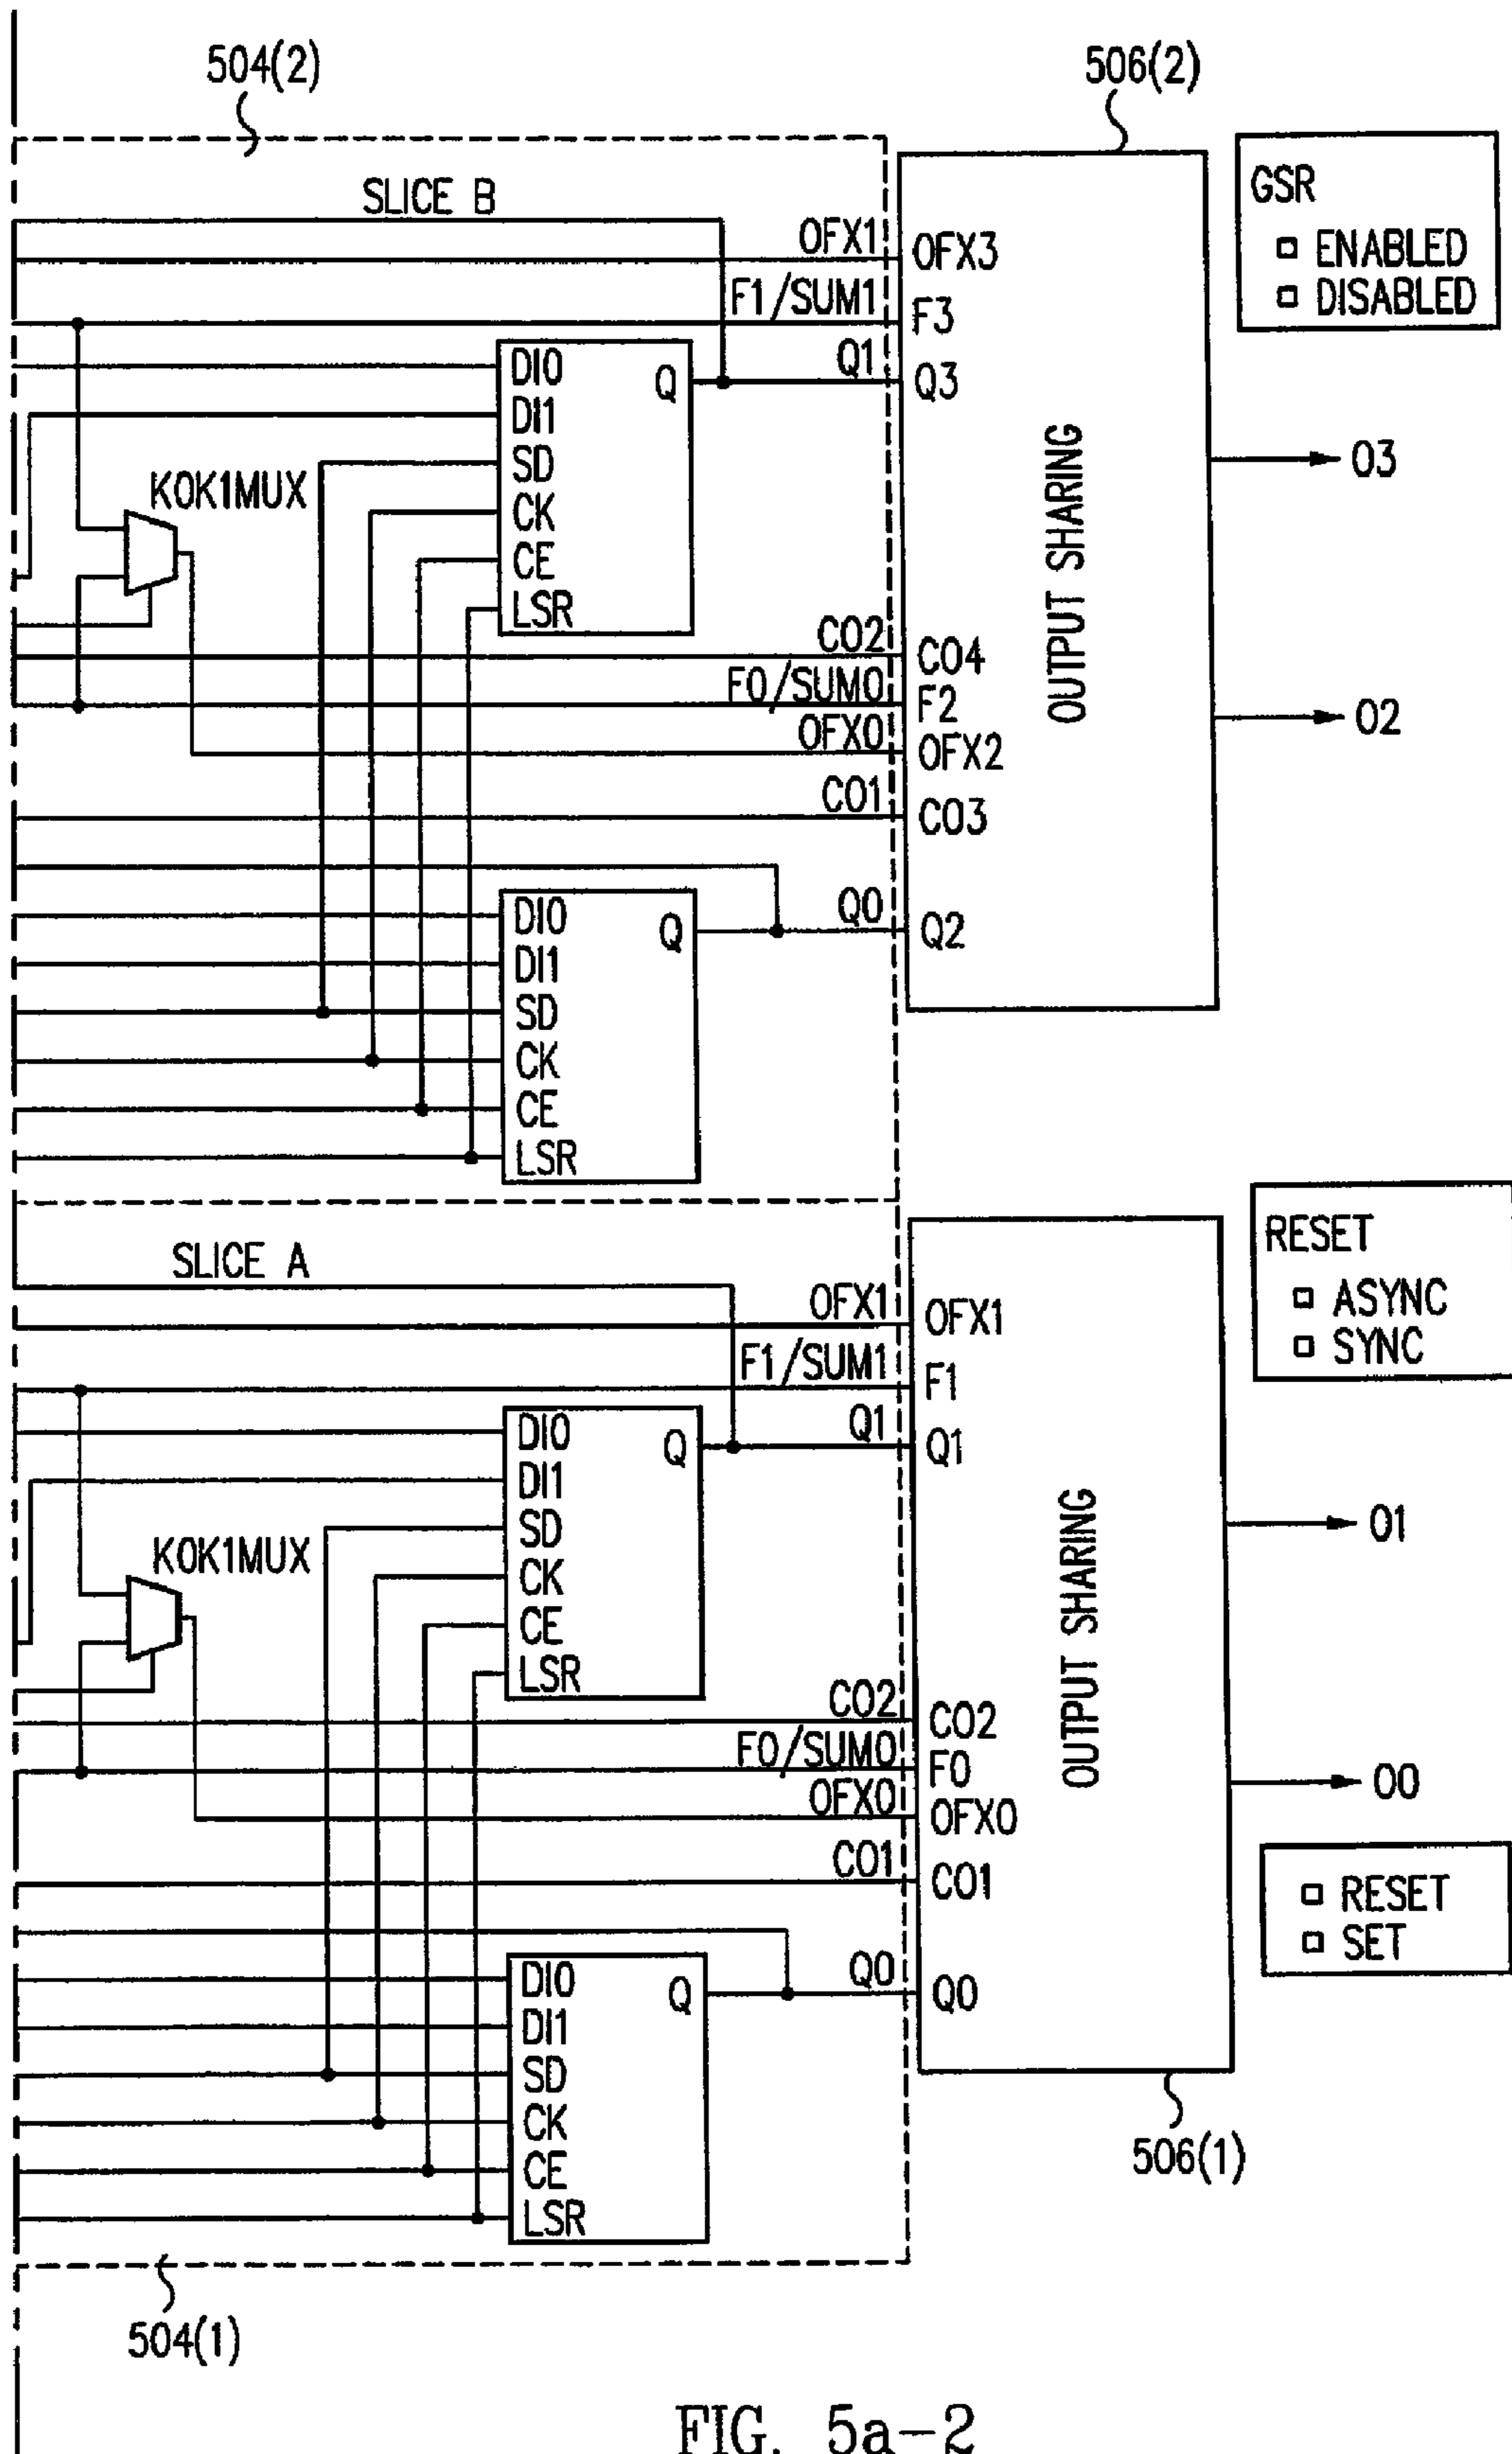 504(2)
506(2)
SLICE B
GSR
ENABLED
DISABLED
OFX1
OFX3
F1/SUM1
F3
Q1
Q3
DI0
DI1
SD
CK
CE
LSR
Q
K0K1MUX
OUTPUT SHARING
O3
O2
CO2
CO4
F0/SUM0
F2
OFX0
OFX2
CO1
CO3
Q0
Q2
DI0
DI1
SD
CK
CE
LSR
Q
SLICE A
RESET
ASYNC
SYNC
OFX1
OFX1
F1/SUM1
F1
Q1
Q1
DI0
DI1
SD
CK
CE
LSR
Q
K0K1MUX
OUTPUT SHARING
O1
O0
CO2
CO2
F0/SUM0
F0
OFX0
OFX0
CO1
CO1
RESET
SET
Q0
Q0
DI0
DI1
SD
CK
CE
LSR
Q
506(1)
504(1)
FIG. 5a-2